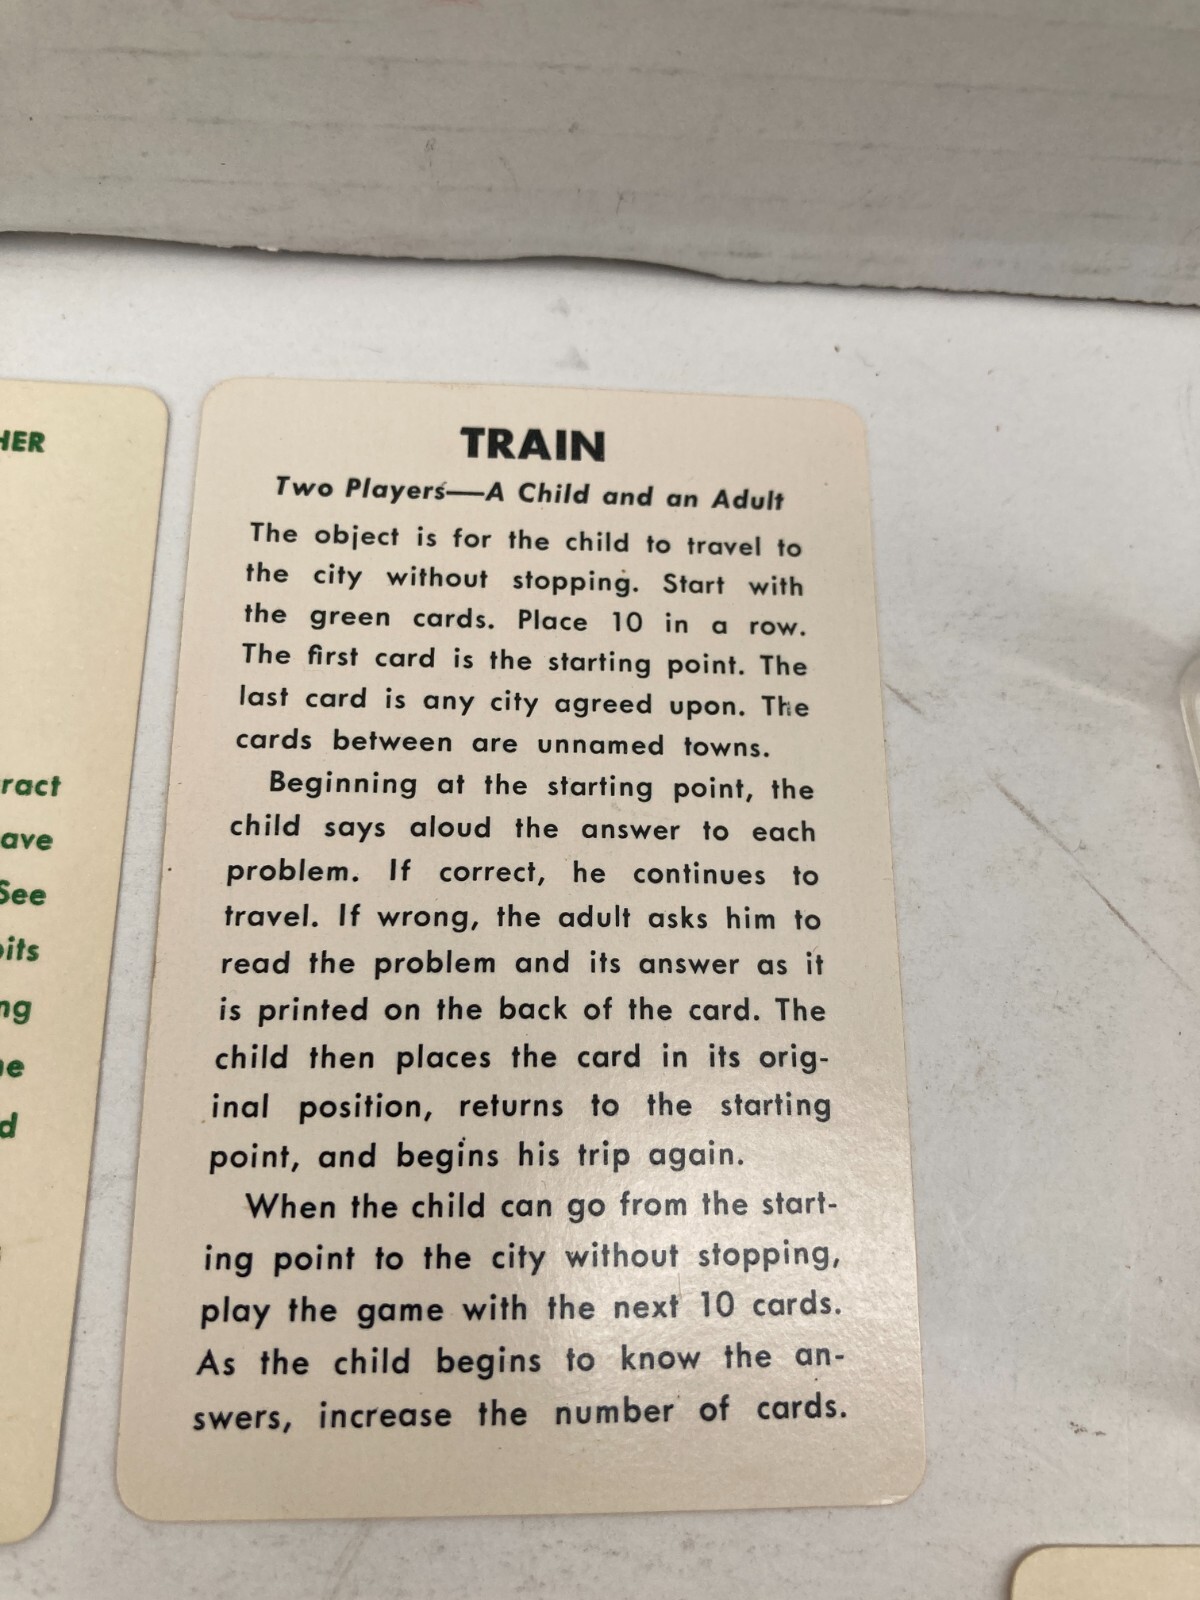 HER
ract
ave
See
bits
ng
he
d
TRAIN
Two Players—A Child and an Adult
The object is for the child to travel to
the city without stopping. Start with
the green cards. Place 10 in a row.
The first card is the starting point. The
last card is any city agreed upon. The
cards between are unnamed towns.
Beginning at the starting point, the
child says aloud the answer to each
problem. If correct, he continues to
travel. If wrong, the adult asks him to
read the problem and its answer as it
is printed on the back of the card. The
child then places the card in its orig-
inal position, returns to the starting
point, and begins his trip again.
When the child can go from the start-
ing point to the city without stopping,
play the game with the next 10 cards.
As the child begins to know the an-
swers, increase the number of cards.